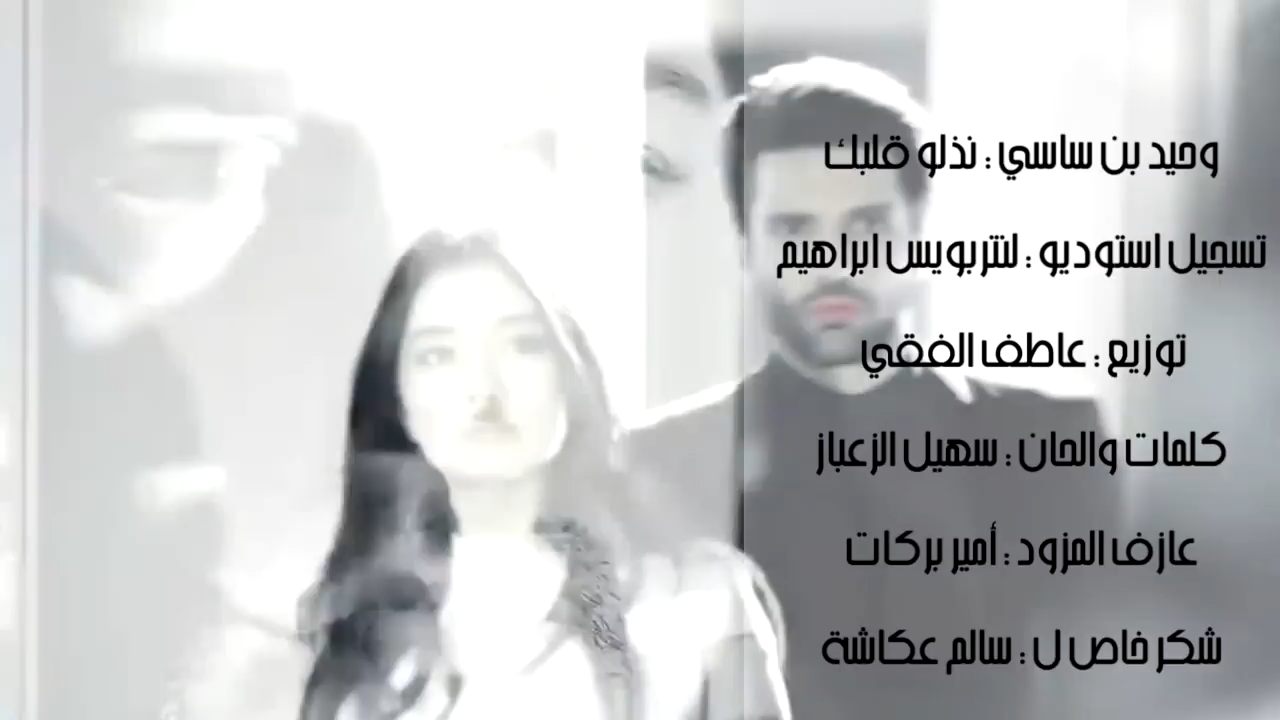 وحيد بن ساسي : نذلو قلبك
تسجيل استوديو : لنتربويس ابراهيم
توزيع : عاطف الفقي
كلمات والحان : سهيل الزعباز
عازف المزود : أمير بركات
شكر خاص ل : سالم عكاشة